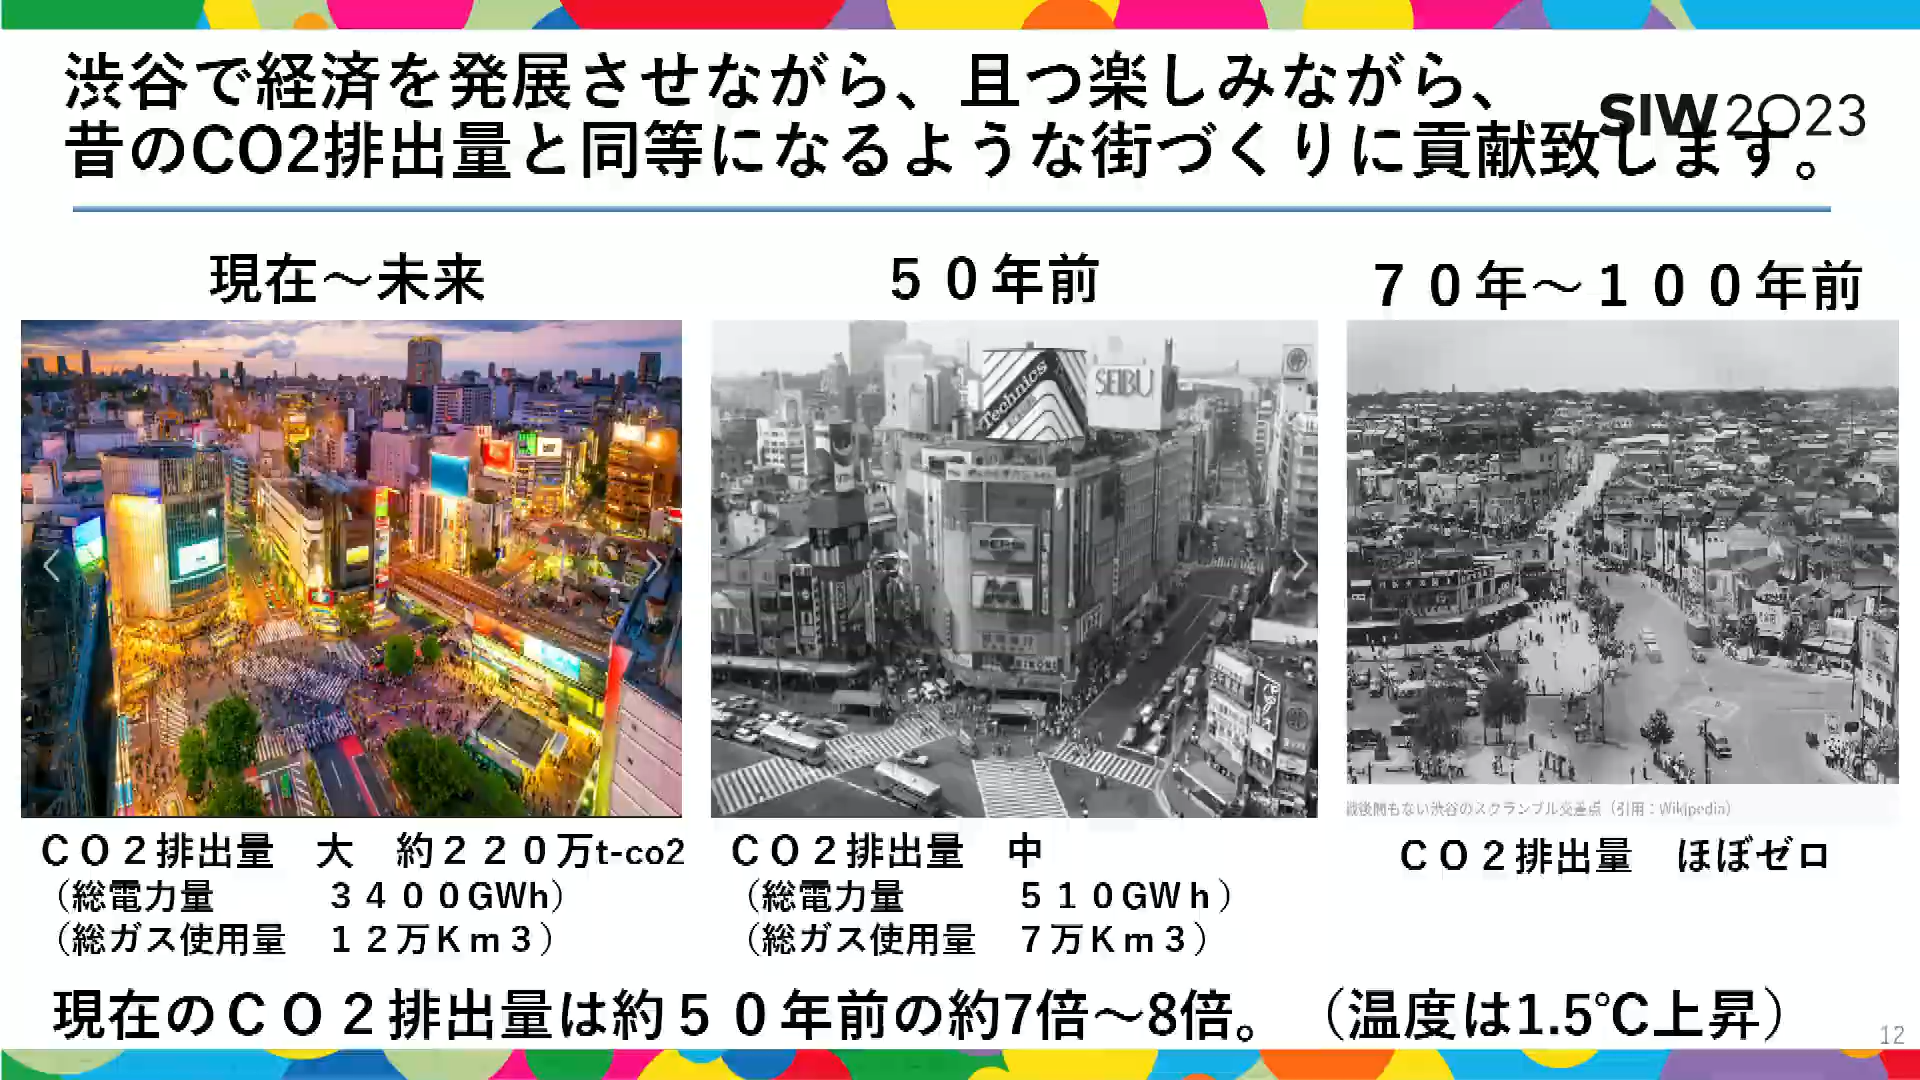 渋谷で経済を発展させながら、且つ楽しみながら、
昔のCO2排出量と同等になるような街づくりに貢献致します。
SIW2023
現在～未来
５０年前
７０年～１００年前
Technics
SEIBU
戦後間もない渋谷のスクランブル交差点（引用：Wikipedia）
ＣＯ２排出量　大　約２２０万t-co2
（総電力量　３４００GWh）
（総ガス使用量　１２万Kｍ３）
ＣＯ２排出量　中
（総電力量　５１０GWｈ）
（総ガス使用量　７万Kｍ３）
ＣＯ２排出量　ほぼゼロ
現在のＣＯ２排出量は約５０年前の約7倍～8倍。（温度は1.5℃上昇）
12